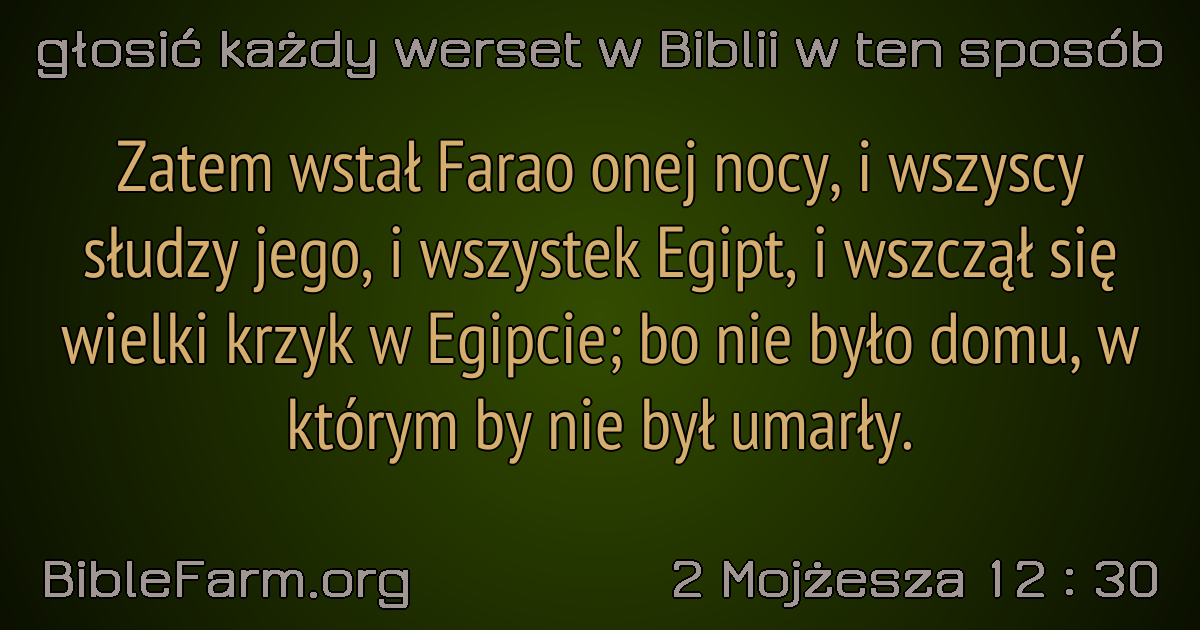 głosić każdy werset w Biblii w ten sposób
Zatem wstał Farao onej nocy, i wszyscy
słudzy jego, i wszystek Egipt, i wszczął się
wielki krzyk w Egipcie; bo nie było domu, w
którym by nie był umarły.
BibleFarm.org
2 Mojżesza 12 : 30